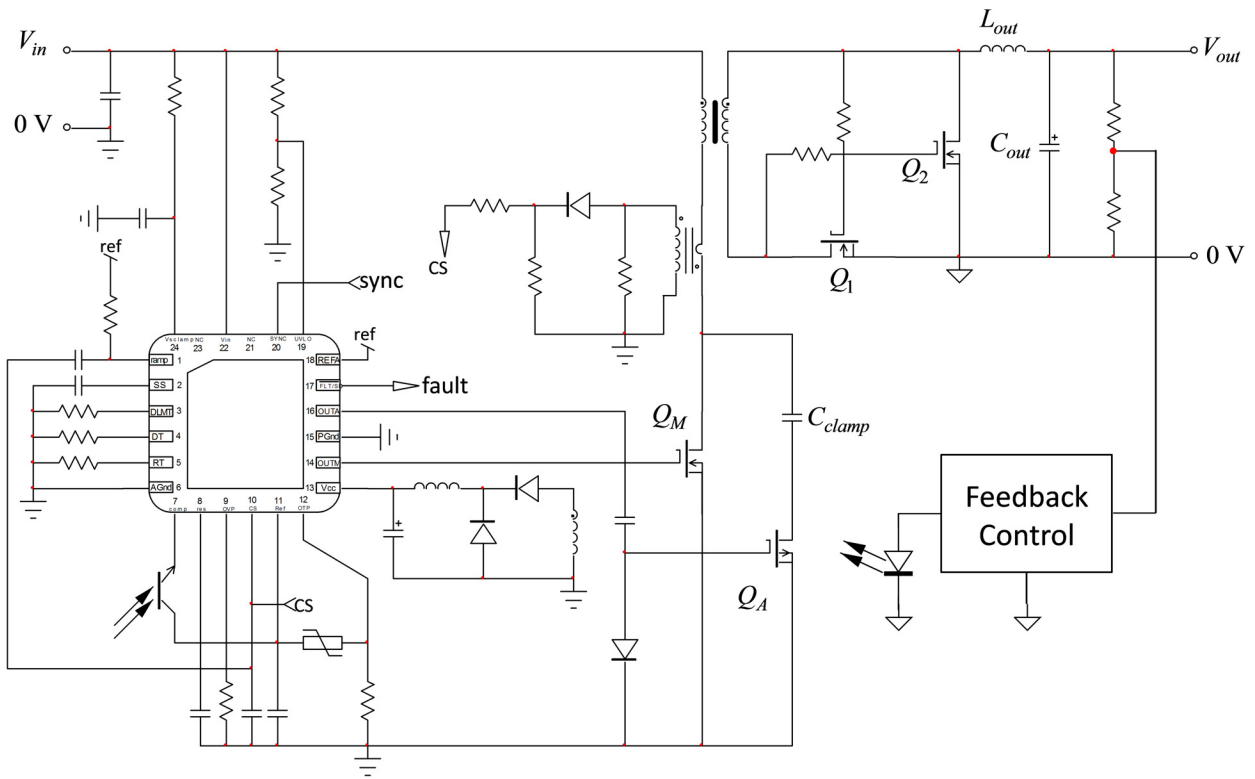 V_in
L_out
V_out
0 V
Q_2
C_out
ref
CS
0 V
Q_1
sync
Vsclamp NC Vin NC SYNC UVLO
24 23 22 21 20 19
ref
ramp 1
18 REFA
SS 2
17 FLT/SD
fault
DLMT 3
16 OUTA
Q_M
C_clamp
DT 4
15 PGnd
RT 5
14 OUTM
AGnd 6
13 Vcc
7 8 9 10 11 12
comp res OVP CS Ref OTP
Feedback
Control
CS
Q_A